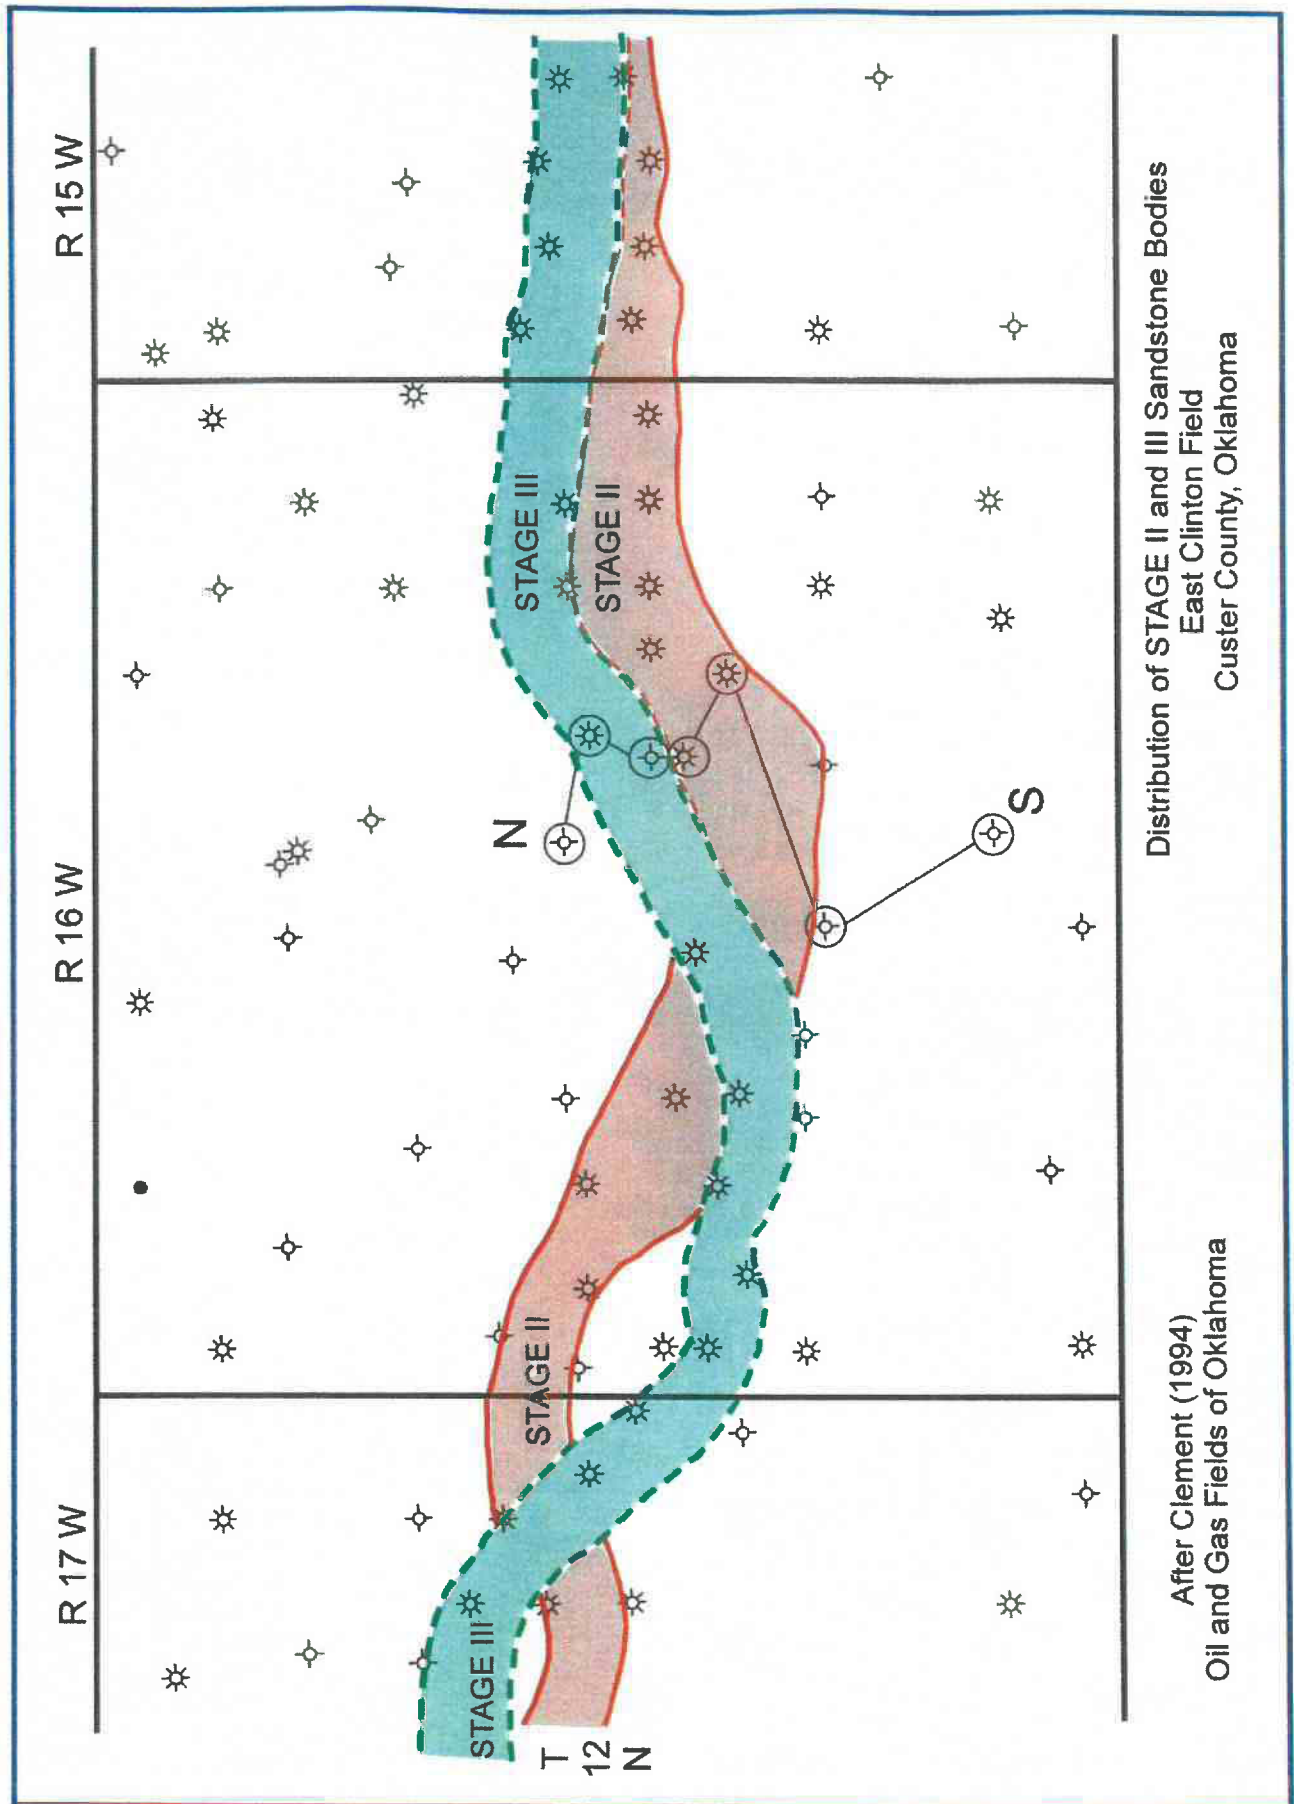 R 17 W
R 16 W
R 15 W
STAGE III
STAGE II
STAGE III
STAGE II
N
S
T
12
N
After Clement (1994)
Oil and Gas Fields of Oklahoma
Distribution of STAGE II and III Sandstone Bodies
East Clinton Field
Custer County, Oklahoma